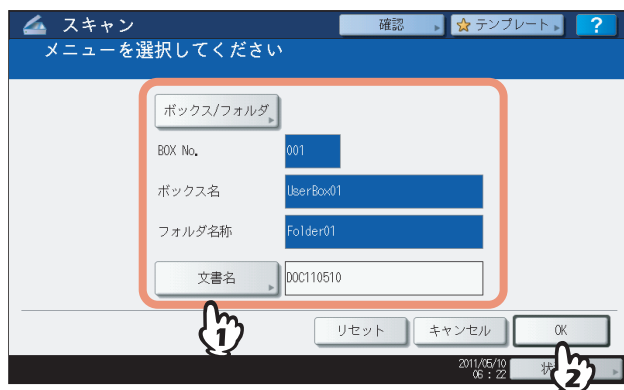 スキャン 確認 テンプレート ?
メニューを選択してください
ボックス/フォルダ
BOX No. 001
ボックス名 UserBox01
フォルダ名称 Folder01
文書名 DOC110510
1
リセット キャンセル OK
2011/05/10
06 : 22
2